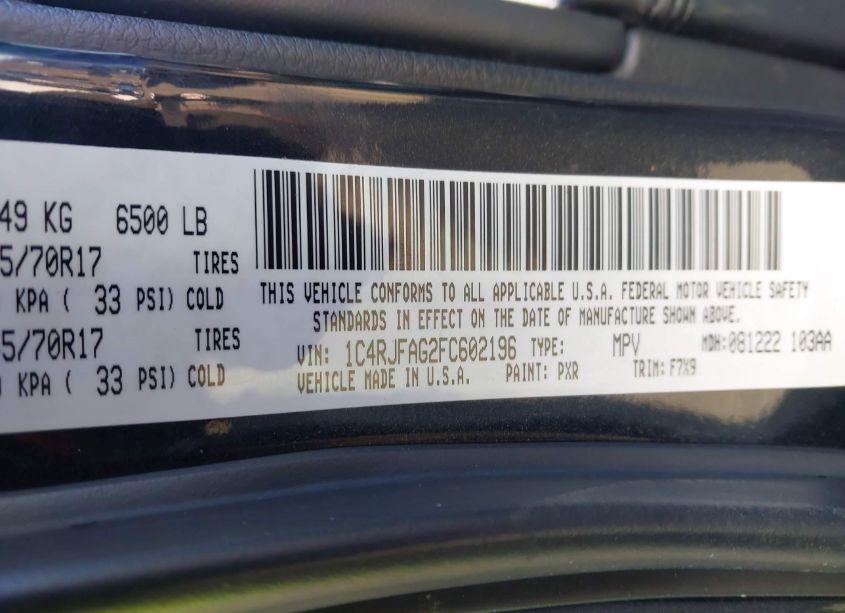 49 KG 6500 LB
5/70R17 TIRES
KPA ( 33 PSI) COLD
5/70R17 TIRES
KPA ( 33 PSI) COLD
THIS VEHICLE CONFORMS TO ALL APPLICABLE U.S.A. FEDERAL MOTOR VEHICLE SAFETY
STANDARDS IN EFFECT ON THE DATE OF MANUFACTURE SHOWN ABOVE.
VIN: 1C4RJFAG2FC602196 TYPE: MPV MDH:081222 103AA
VEHICLE MADE IN U.S.A. PAINT: PXR TRIM: F7X9